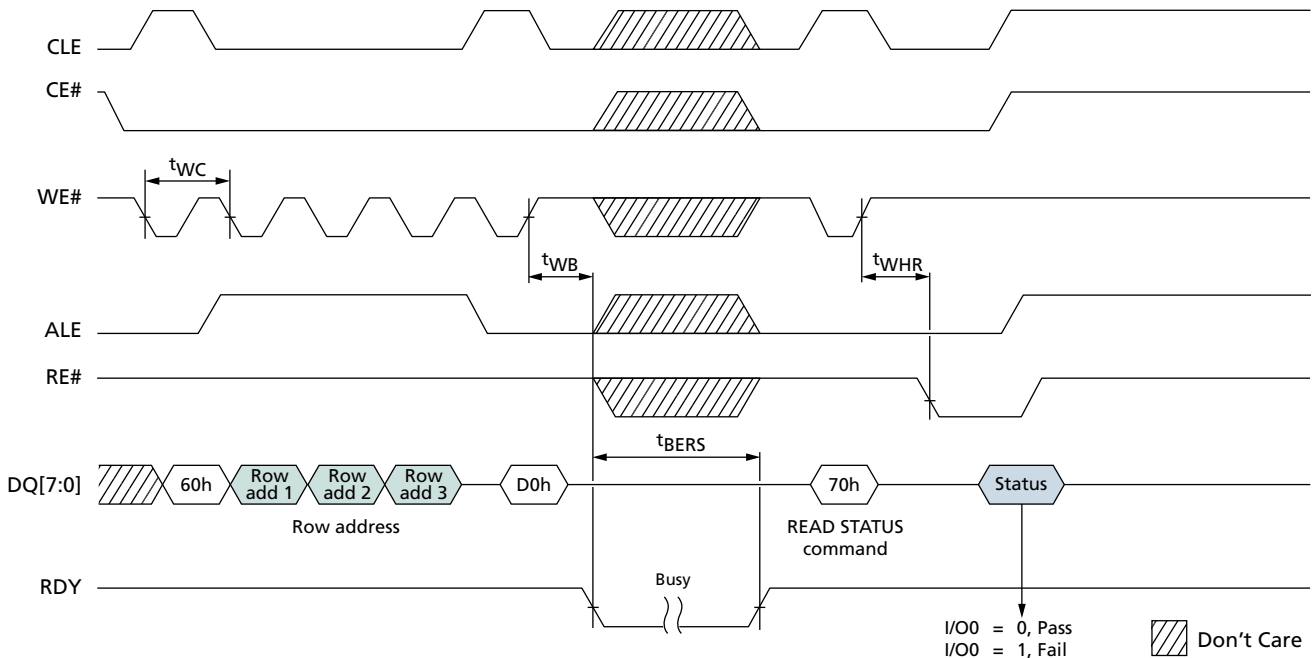 CLE
CE#
tWC
WE#
tWB
tWHR
ALE
RE#
tBERS
DQ[7:0]
60h
Row add 1
Row add 2
Row add 3
D0h
70h
Status
Row address
READ STATUS
command
RDY
Busy
I/O0 = 0, Pass
I/O0 = 1, Fail
Don't Care